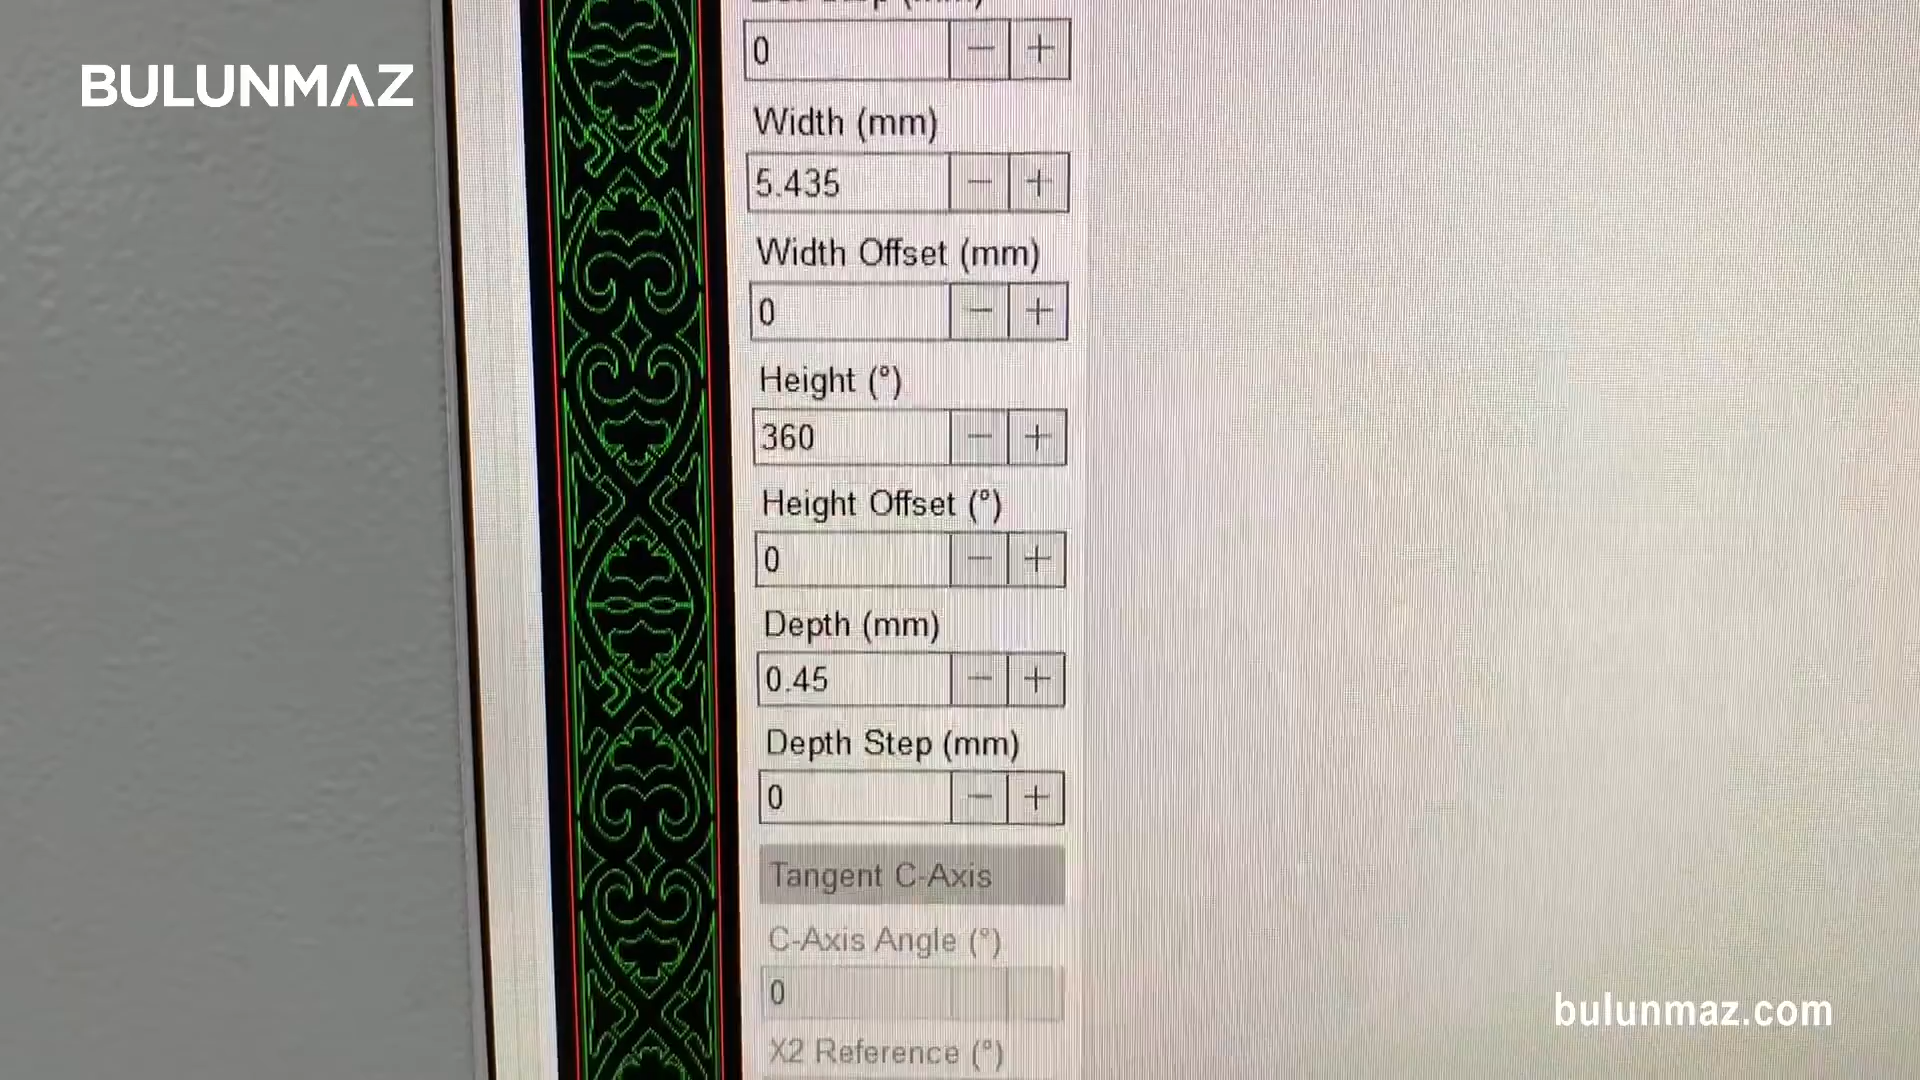 BULUNMAZ
0
Width (mm)
5.435
Width Offset (mm)
0
Height (°)
360
Height Offset (°)
0
Depth (mm)
0.45
Depth Step (mm)
0
Tangent C-Axis
C-Axis Angle (°)
0
X2 Reference (°)
bulunmaz.com